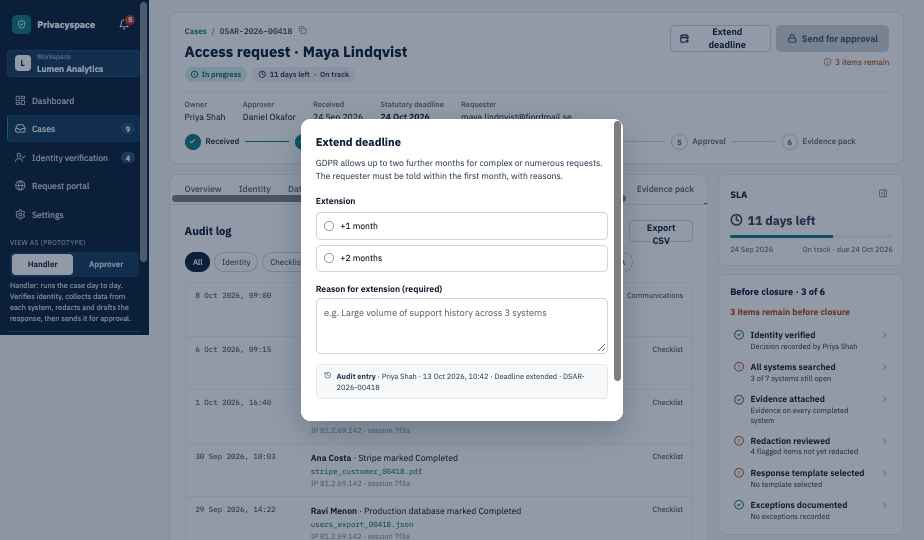 Privacyspace
5
Workspace
L
Lumen Analytics
Dashboard
Cases
9
Identity verification
4
Request portal
Settings
VIEW AS (PROTOTYPE)
Handler
Approver
Handler: runs the case day to day.
Verifies identity, collects data from
each system, redacts and drafts the
response, then sends it for approval.
Cases / DSAR-2026-00418
Access request · Maya Lindqvist
In progress
11 days left · On track
Extend
deadline
Send for approval
3 items remain
Owner
Priya Shah
Approver
Daniel Okafor
Received
24 Sep 2026
Statutory deadline
24 Oct 2026
Requester
maya.lindqvist@fjordmail.se
Received
5
Approval
6
Evidence pack
Overview
Identity
Evidence pack
Audit log
Export
CSV
All
Identity
8 Oct 2026, 09:00
Communications
6 Oct 2026, 09:15
Checklist
1 Oct 2026, 16:40
Checklist
IP 81.2.69.142 · session 7f3a
30 Sep 2026, 10:03
Ana Costa · Stripe marked Completed
Checklist
stripe_customer_00418.pdf
IP 81.2.69.142 · session 7f3a
29 Sep 2026, 14:22
Ravi Menon · Production database marked Completed
Checklist
users_export_00418.json
IP 81.2.69.142 · session 7f3a
Extend deadline
GDPR allows up to two further months for complex or numerous requests.
The requester must be told within the first month, with reasons.
Extension
+1 month
+2 months
Reason for extension (required)
e.g. Large volume of support history across 3 systems
Audit entry · Priya Shah · 13 Oct 2026, 10:42 · Deadline extended · DSAR-
2026-00418
SLA
11 days left
24 Sep 2026
On track · due 24 Oct 2026
Before closure · 3 of 6
3 items remain before closure
Identity verified
Decision recorded by Priya Shah
All systems searched
3 of 7 systems still open
Evidence attached
Evidence on every completed
system
Redaction reviewed
4 flagged items not yet redacted
Response template selected
No template selected
Exceptions documented
No exceptions recorded